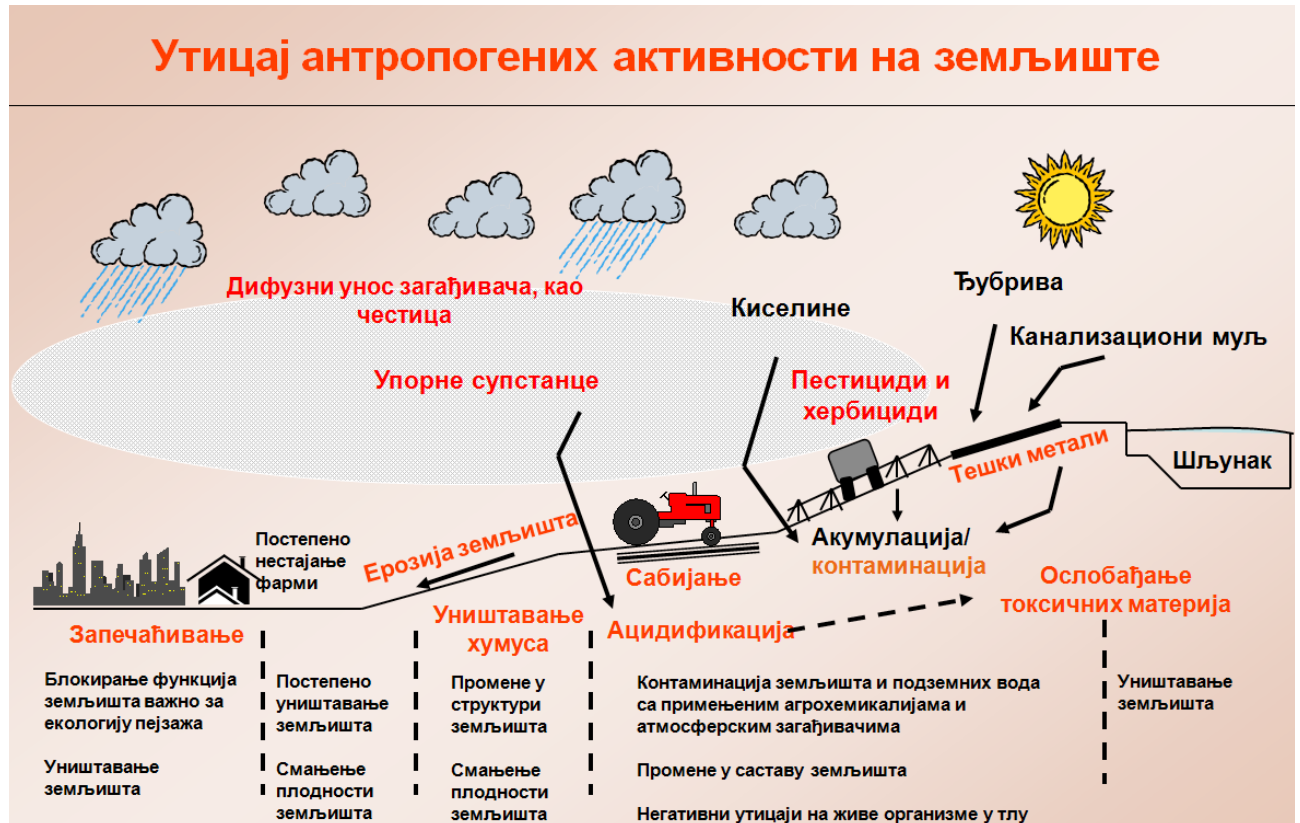 Утицај антропогених активности на земљиште
Дифузни унос загађивача, као
честица
Киселине
Ђубрива
Канализациони муљ
Упорне супстанце
Пестициди и
хербициди
Тешки метали
Шљунак
Постепено
нестајање
фарми
Ерозија земљишта
Сабијање
Акумулација/
контаминација
Ослобађање
токсичних материја
Запечаћивање
Уништавање
хумуса
Ацидификација
Блокирање функција
земљишта важно за
екологију пејзажа
Уништавање
земљишта
Постепено
уништавање
земљишта
Смањење
плодности
земљишта
Промене у
структури
земљишта
Смањење
плодности
земљишта
Контаминација земљишта и подземних вода
са примењеним агрохемикалијама и
атмосферским загађивачима
Промене у саставу земљишта
Негативни утицаји на живе организме у тлу
Уништавање
земљишта